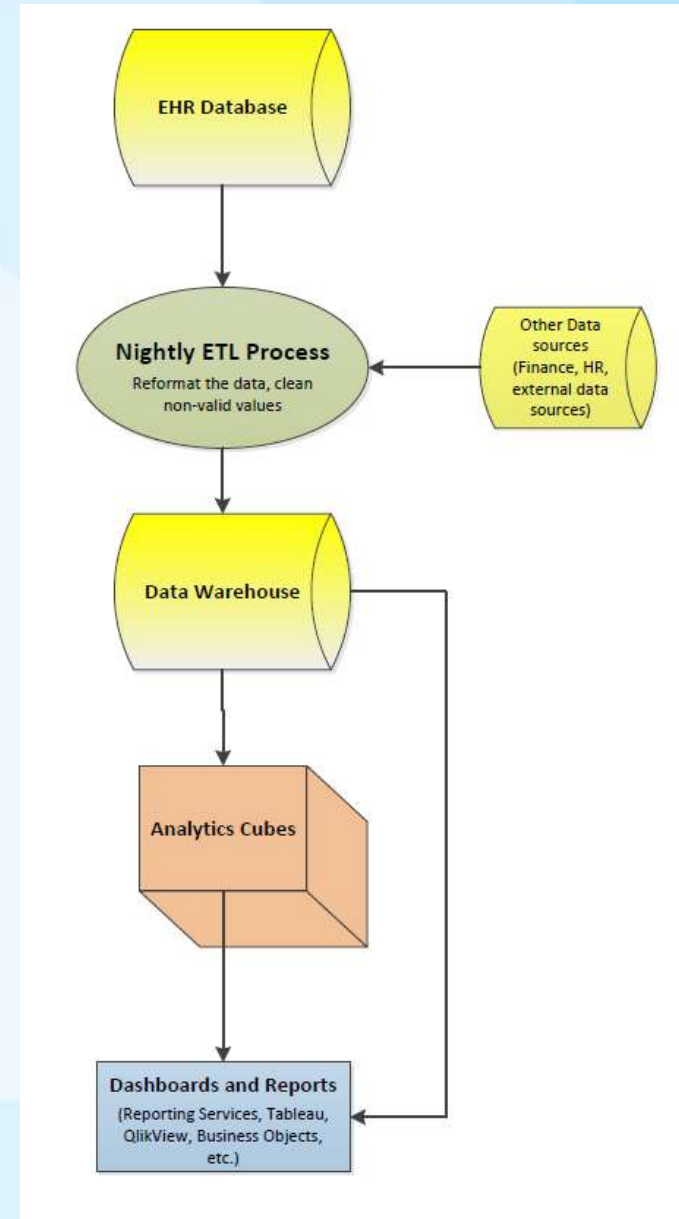 EHR Database
Nightly ETL Process
Reformat the data, clean
non-valid values
Other Data
sources
(Finance, HR,
external data
sources)
Data Warehouse
Analytics Cubes
Dashboards and Reports
(Reporting Services, Tableau,
QlikView, Business Objects,
etc.)